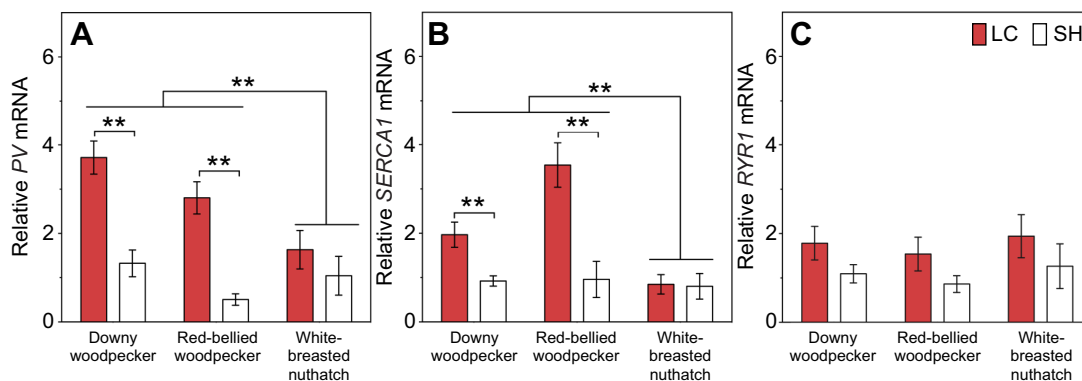 A
Relative PV mRNA
6
4
2
0
**
**
**
Downy
woodpecker
Red-bellied
woodpecker
White-
breasted
nuthatch
B
Relative SERCA1 mRNA
6
4
2
0
**
**
**
Downy
woodpecker
Red-bellied
woodpecker
White-
breasted
nuthatch
C
LC SH
Relative RYR1 mRNA
6
4
2
0
Downy
woodpecker
Red-bellied
woodpecker
White-
breasted
nuthatch